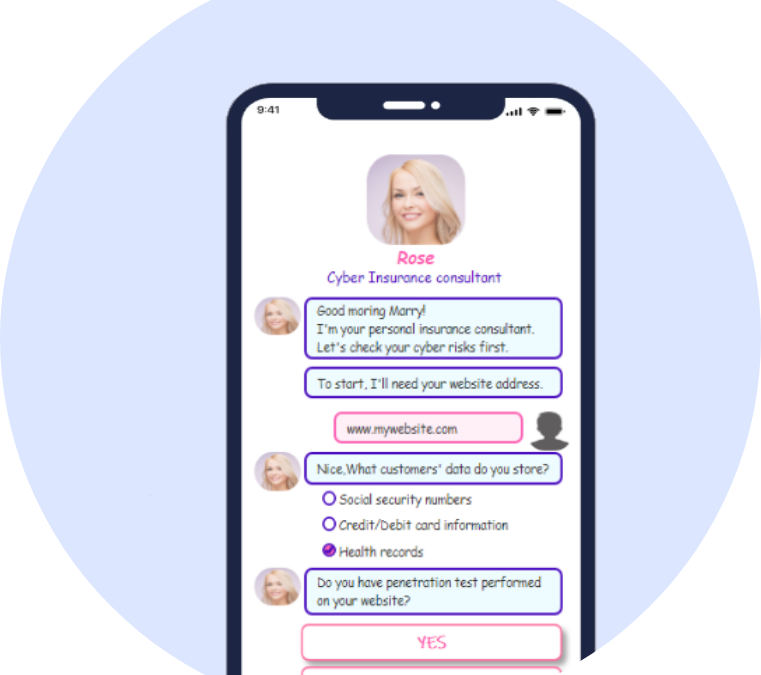 9:41
Rose
Cyber Insurance consultant
Good moring Marry!
I'm your personal insurance consultant.
Let's check your cyber risks first.
To start, I'll need your website address.
www.mywebsite.com
Nice,What customers' data do you store?
Social security numbers
Credit/Debit card information
Health records
Do you have penetration test performed
on your website?
YES